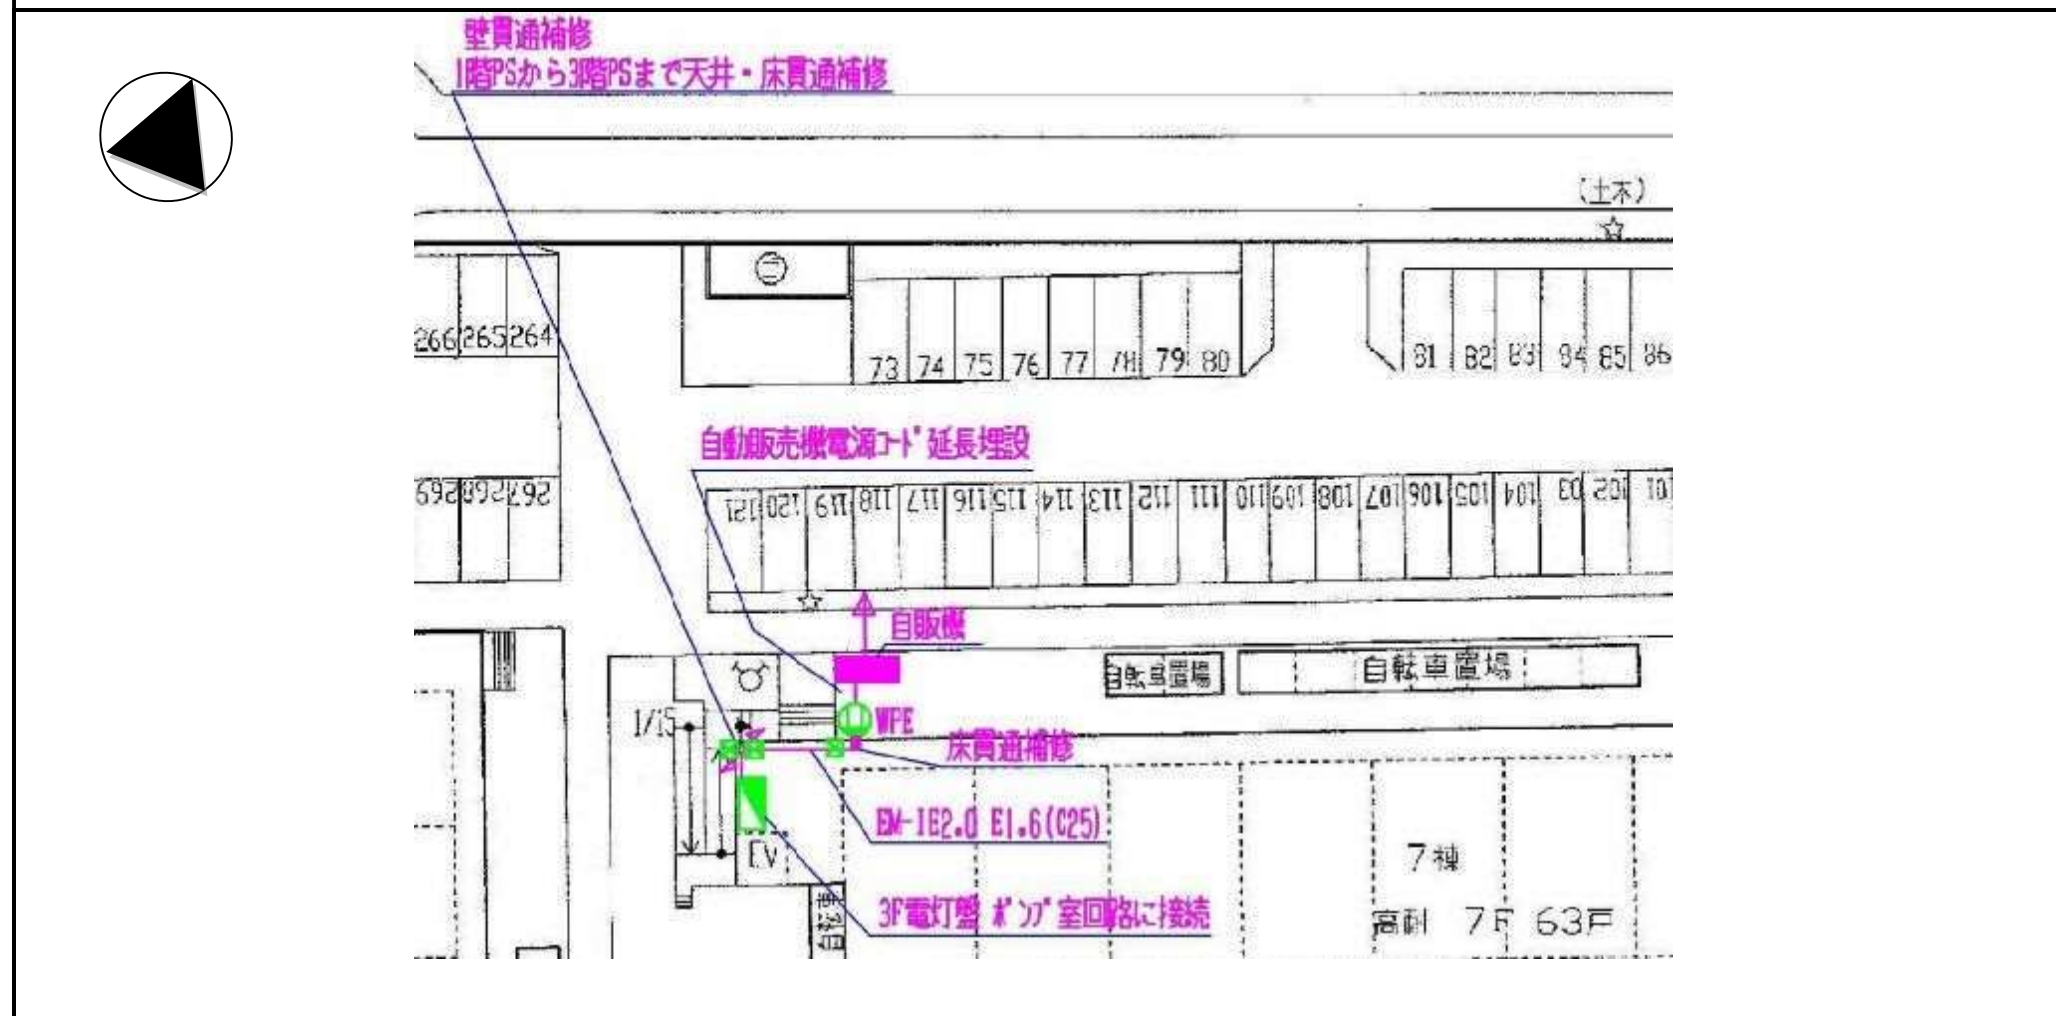 壁貫通補修
1階PSから3階PSまで天井・床貫通補修
(土木)
266 265 264
73 74 75 76 77 78 79 80
81 82 83 84 85 86
自動販売機電源コード延長埋設
269 268 267
121 120 119 118 117 116 115 114 113 112 111 110 109 108 107 106 105 104 03 102 101
自販機
自転車置場
自転車置場
1/15
WPE
床貫通補修
EM-IE2.0 E1.6(C25)
EV
7棟
3F電灯盤 ポンプ室回路に接続
高耐 7F 63戸
自転車